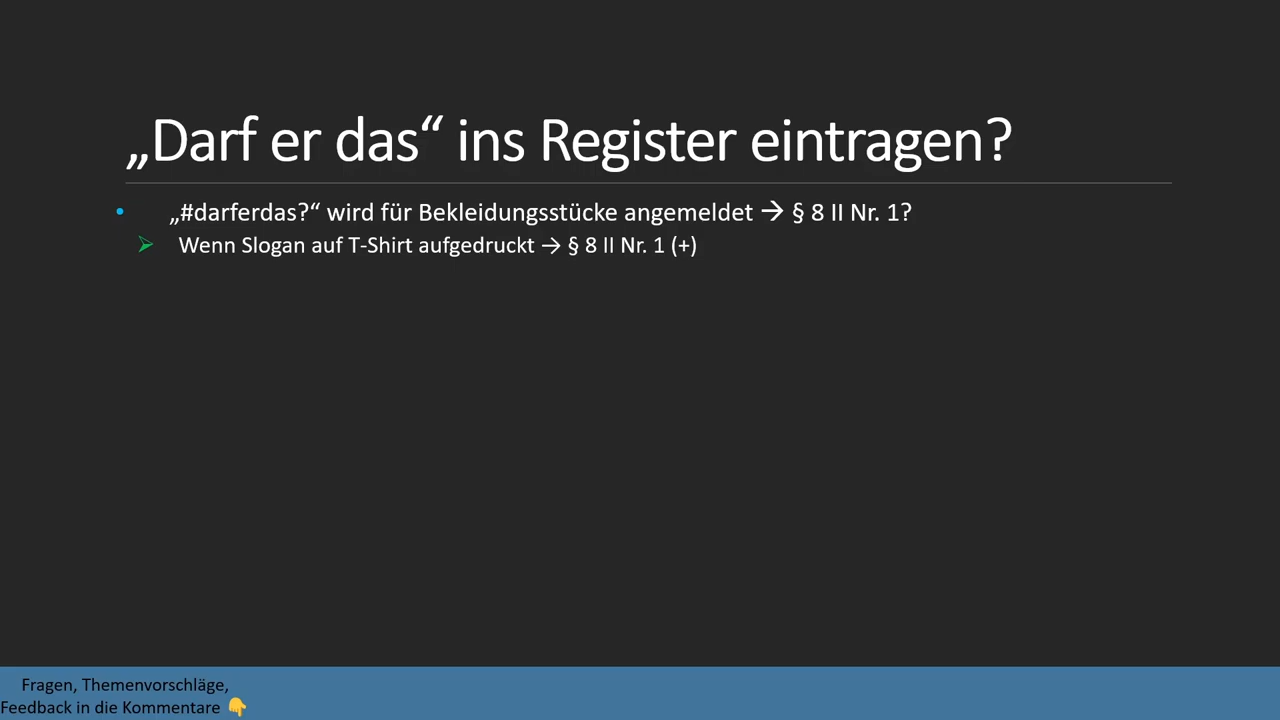 „Darf er das“ ins Register eintragen?
• „#darferdas?“ wird für Bekleidungsstücke angemeldet → § 8 II Nr. 1?
➢ Wenn Slogan auf T-Shirt aufgedruckt → § 8 II Nr. 1 (+)
Fragen, Themenvorschläge,
Feedback in die Kommentare 👇